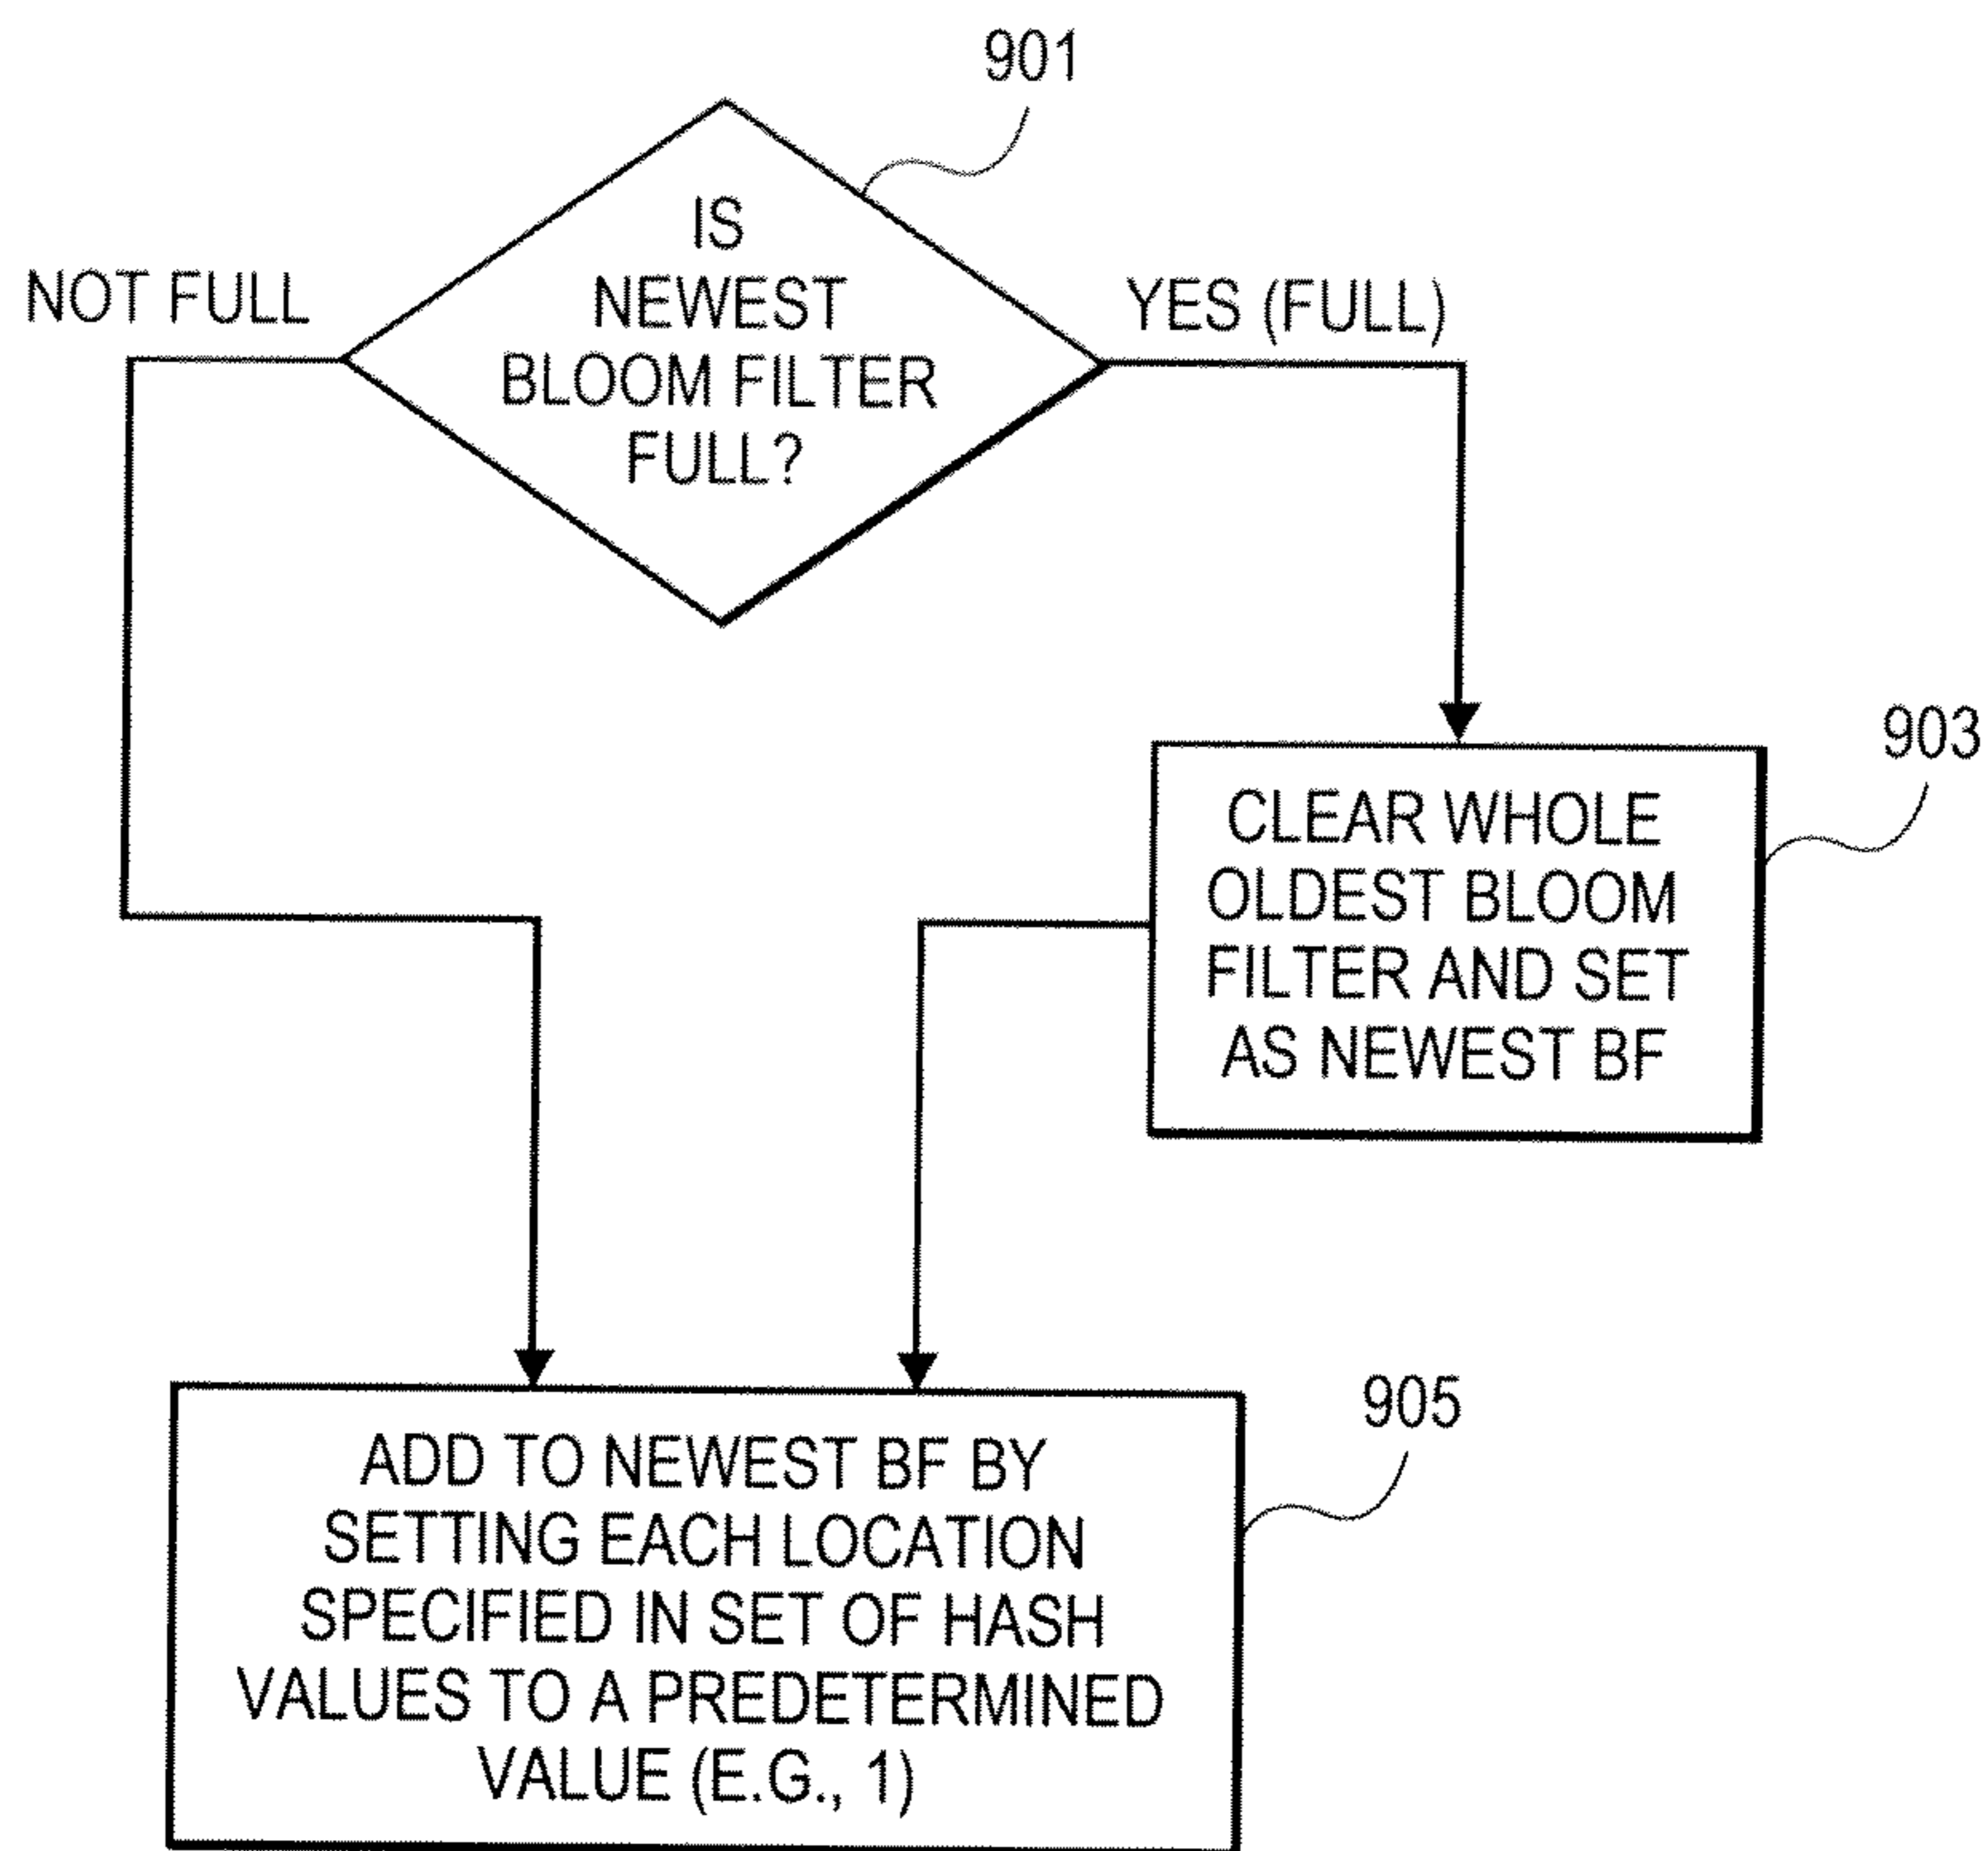 901
IS
NEWEST
BLOOM FILTER
FULL?
NOT FULL
YES (FULL)
903
CLEAR WHOLE
OLDEST BLOOM
FILTER AND SET
AS NEWEST BF
905
ADD TO NEWEST BF BY
SETTING EACH LOCATION
SPECIFIED IN SET OF HASH
VALUES TO A PREDETERMINED
VALUE (E.G., 1)